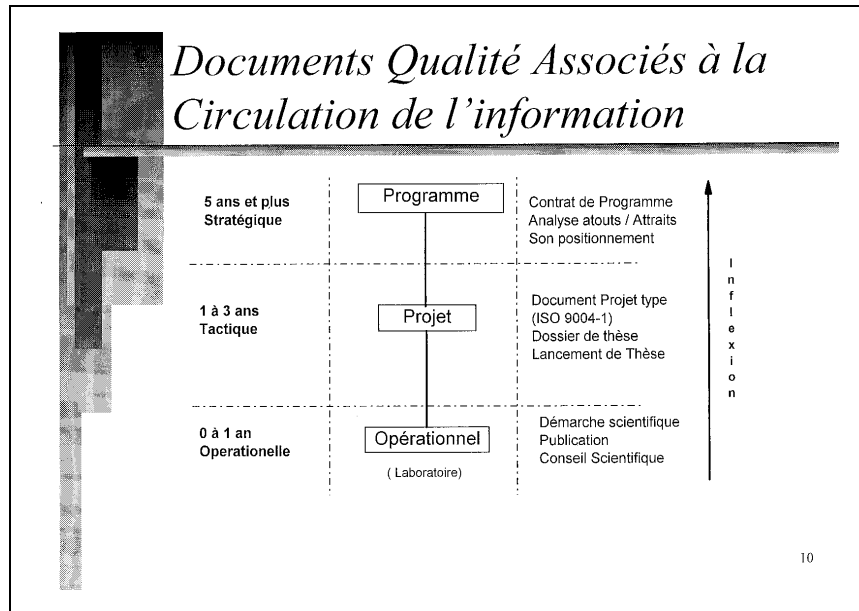 Documents Qualité Associés à la
Circulation de l'information
5 ans et plus
Stratégique
Programme
Contrat de Programme
Analyse atouts / Attraits
Son positionnement
1 à 3 ans
Tactique
Projet
Document Projet type
(ISO 9004-1)
Dossier de thèse
Lancement de Thèse
0 à 1 an
Operationelle
Opérationnel
( Laboratoire)
Démarche scientifique
Publication
Conseil Scientifique
Inflexion
10